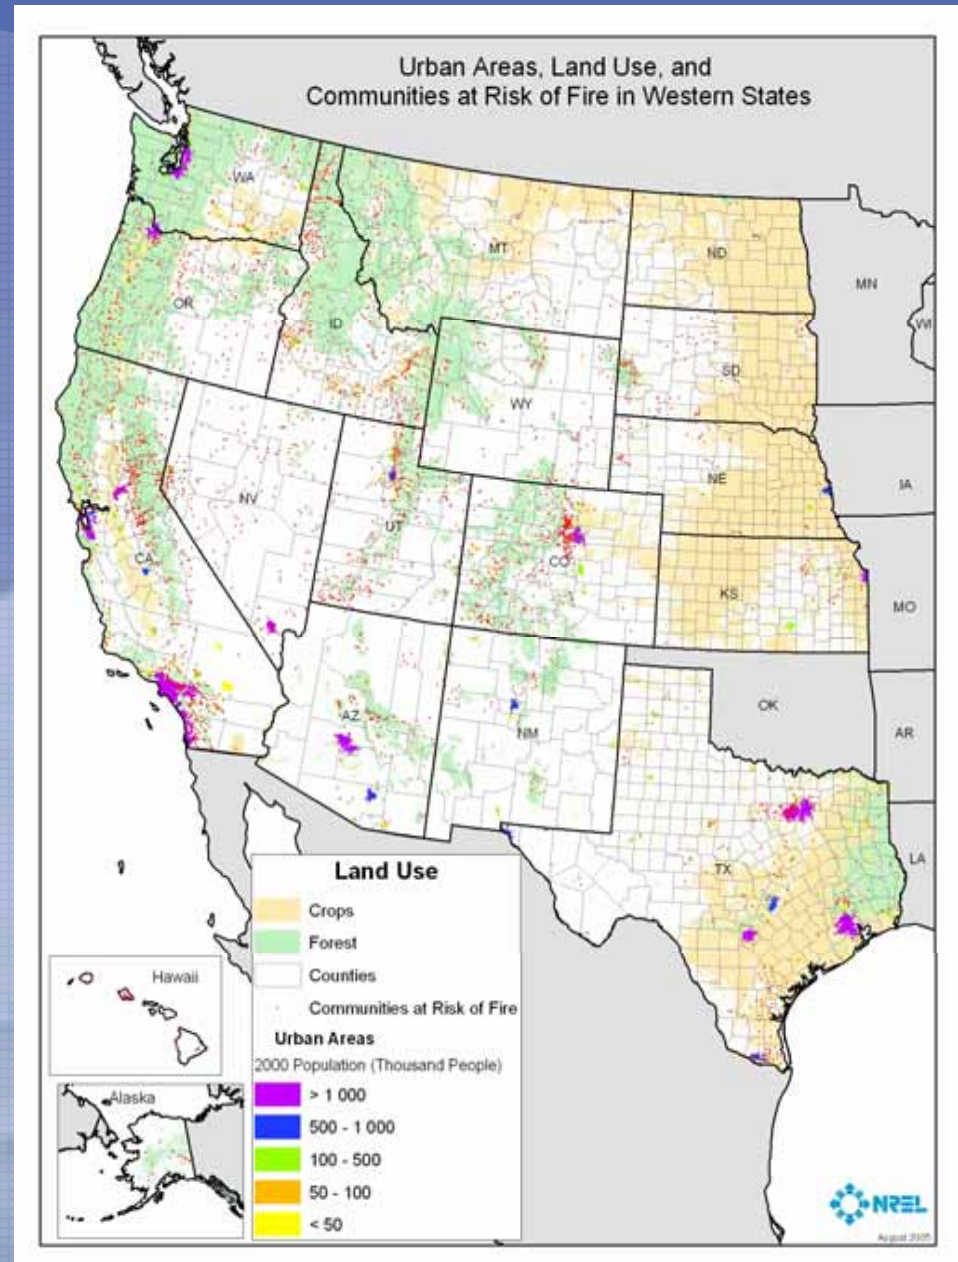 Urban Areas, Land Use, and
Communities at Risk of Fire in Western States
WA
MT
ND
MN
OR
ID
WI
SD
WY
NE
IA
NV
UT
CO
CA
KS
MO
OK
AZ
NM
AR
TX
LA
Land Use
Crops
Forest
Counties
Communities at Risk of Fire
Urban Areas
2000 Population (Thousand People)
> 1 000
500 - 1 000
100 - 500
50 - 100
< 50
Hawaii
Alaska
NREL
August 2005